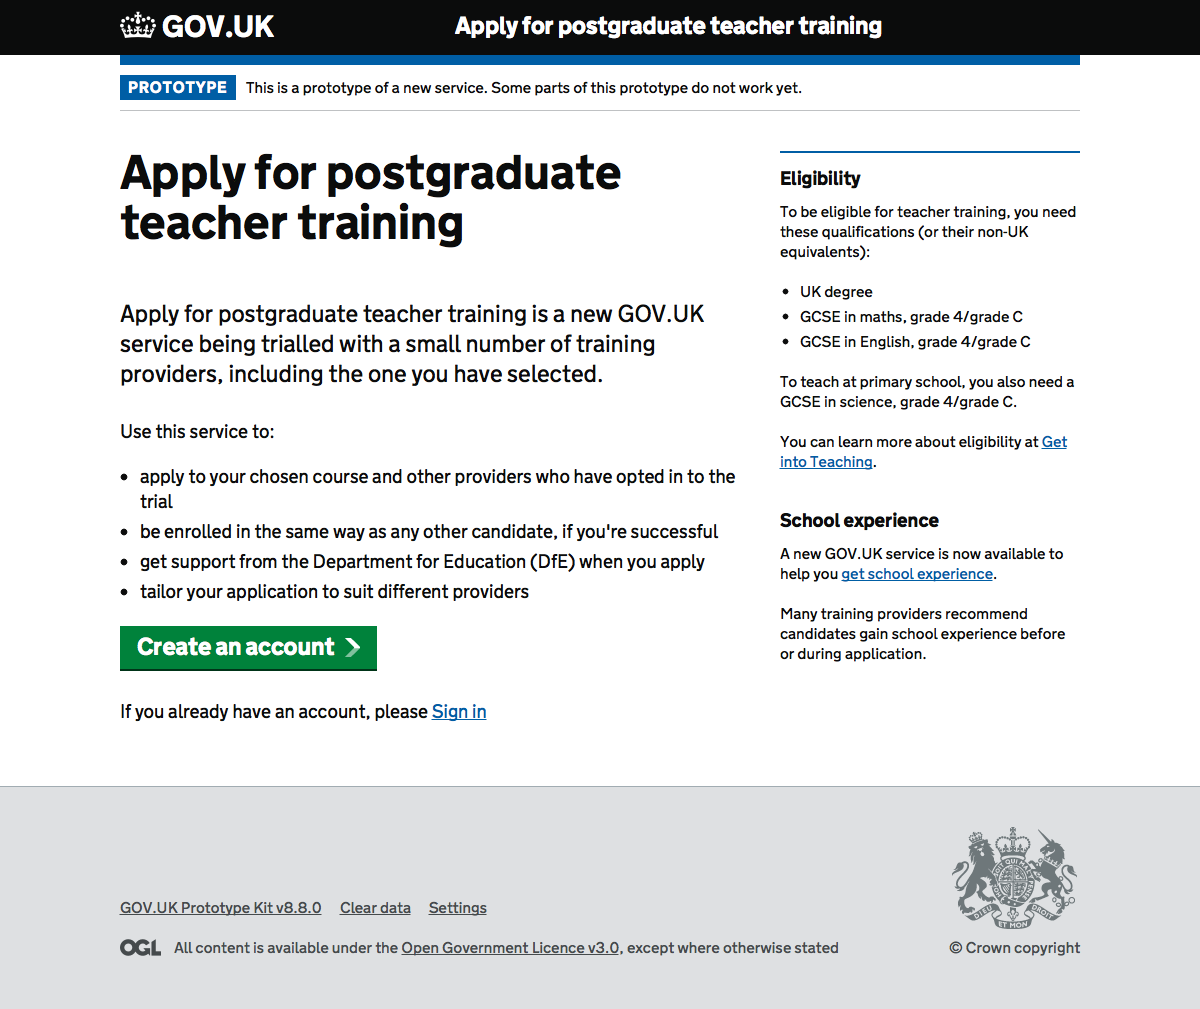 GOV.UK
Apply for postgraduate teacher training
PROTOTYPE This is a prototype of a new service. Some parts of this prototype do not work yet.
Apply for postgraduate
teacher training
Apply for postgraduate teacher training is a new GOV.UK
service being trialled with a small number of training
providers, including the one you have selected.
Use this service to:
• apply to your chosen course and other providers who have opted in to the
trial
• be enrolled in the same way as any other candidate, if you're successful
• get support from the Department for Education (DfE) when you apply
• tailor your application to suit different providers
Create an account
If you already have an account, please Sign in
Eligibility
To be eligible for teacher training, you need
these qualifications (or their non-UK
equivalents):
• UK degree
• GCSE in maths, grade 4/grade C
• GCSE in English, grade 4/grade C
To teach at primary school, you also need a
GCSE in science, grade 4/grade C.
You can learn more about eligibility at Get
into Teaching.
School experience
A new GOV.UK service is now available to
help you get school experience.
Many training providers recommend
candidates gain school experience before
or during application.
GOV.UK Prototype Kit v8.8.0 Clear data Settings
OGL All content is available under the Open Government Licence v3.0, except where otherwise stated
DIEU ET MON DROIT
© Crown copyright